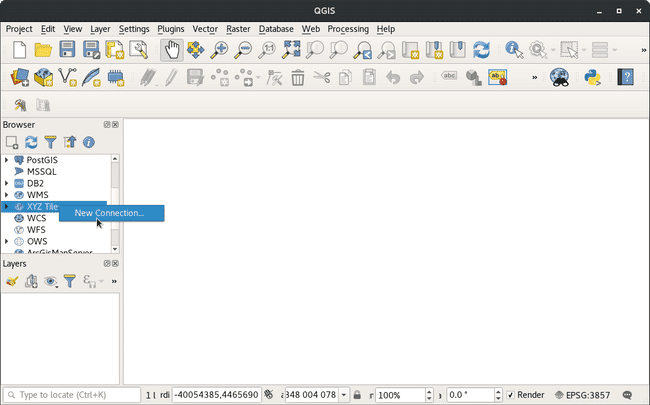 QGIS
Project Edit View Layer Settings Plugins Vector Raster Database Web Processing Help
abc
ab
Browser
PostGIS
MSSQL
DB2
WMS
XYZ Tile
New Connection...
WCS
WFS
OWS
ArcGisMapServer
Layers
Type to locate (Ctrl+K)
-40054385,4465690
348 004 078
100%
0.0 °
Render
EPSG:3857